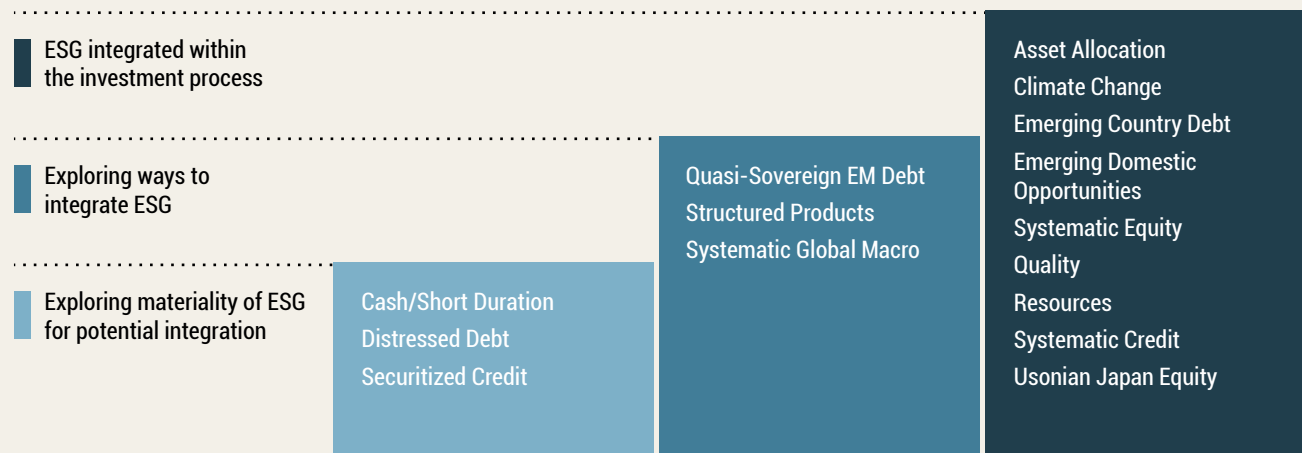 ESG integrated within
the investment process
Exploring ways to
integrate ESG
Exploring materiality of ESG
for potential integration
Cash/Short Duration
Distressed Debt
Securitized Credit
Quasi-Sovereign EM Debt
Structured Products
Systematic Global Macro
Asset Allocation
Climate Change
Emerging Country Debt
Emerging Domestic
Opportunities
Systematic Equity
Quality
Resources
Systematic Credit
Usonian Japan Equity